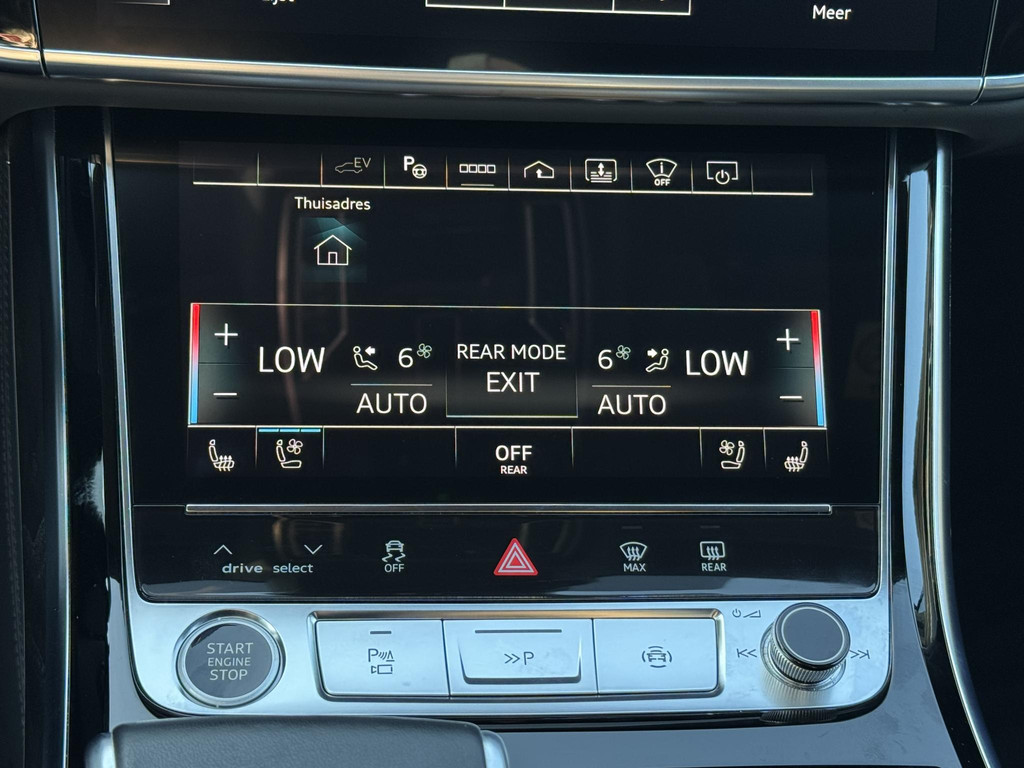 Meer
EV
P
OFF
Thuisadres
+
LOW
6
AUTO
REAR MODE
EXIT
6
AUTO
LOW
+
−
−
OFF
REAR
drive select
OFF
MAX
REAR
START
ENGINE
STOP
P
>>P